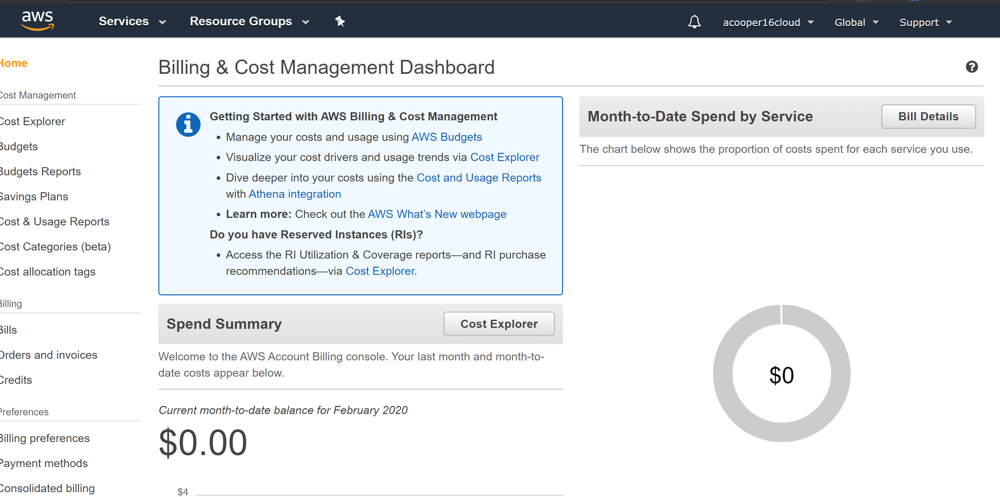 aws
Services
Resource Groups
acooper16cloud
Global
Support
Home
Cost Management
Cost Explorer
Budgets
Budgets Reports
Savings Plans
Cost & Usage Reports
Cost Categories (beta)
Cost allocation tags
Billing
Bills
Orders and invoices
Credits
Preferences
Billing preferences
Payment methods
Consolidated billing
Billing & Cost Management Dashboard
Getting Started with AWS Billing & Cost Management
• Manage your costs and usage using AWS Budgets
• Visualize your cost drivers and usage trends via Cost Explorer
• Dive deeper into your costs using the Cost and Usage Reports
with Athena integration
• Learn more: Check out the AWS What’s New webpage
Do you have Reserved Instances (RIs)?
• Access the RI Utilization & Coverage reports—and RI purchase
recommendations—via Cost Explorer.
Spend Summary
Cost Explorer
Welcome to the AWS Account Billing console. Your last month and month-to-
date costs appear below.
Current month-to-date balance for February 2020
$0.00
$4
Month-to-Date Spend by Service
Bill Details
The chart below shows the proportion of costs spent for each service you use.
$0